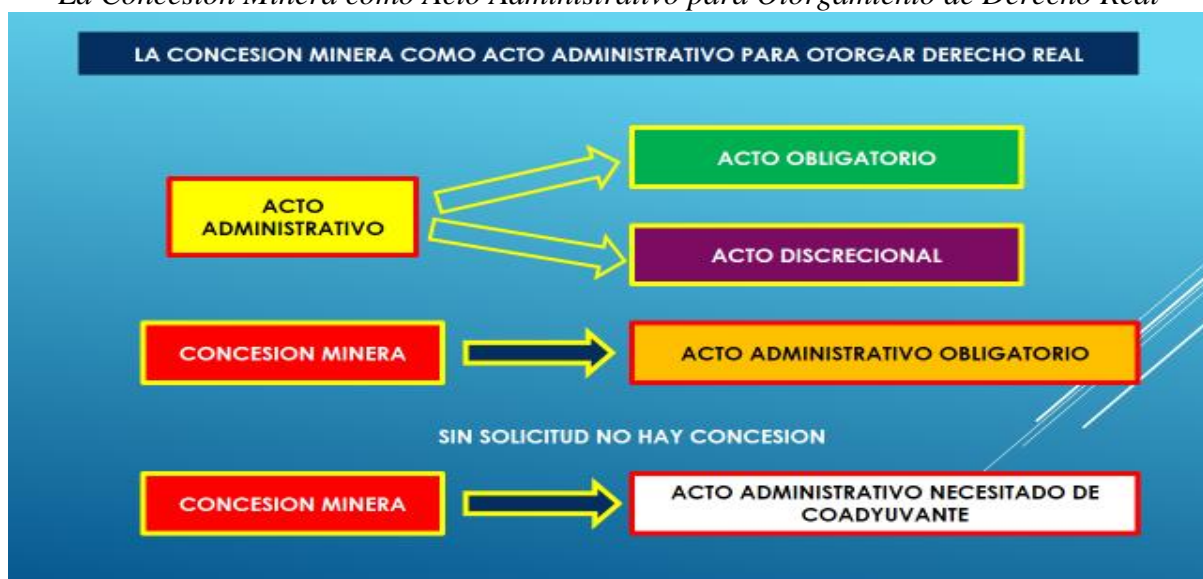 La Concesión Minera como Acto Administrativo para Otorgamiento de Derecho Real
LA CONCESION MINERA COMO ACTO ADMINISTRATIVO PARA OTORGAR DERECHO REAL
ACTO OBLIGATORIO
ACTO
ADMINISTRATIVO
ACTO DISCRECIONAL
CONCESION MINERA
ACTO ADMINISTRATIVO OBLIGATORIO
SIN SOLICITUD NO HAY CONCESION
CONCESION MINERA
ACTO ADMINISTRATIVO NECESITADO DE
COADYUVANTE